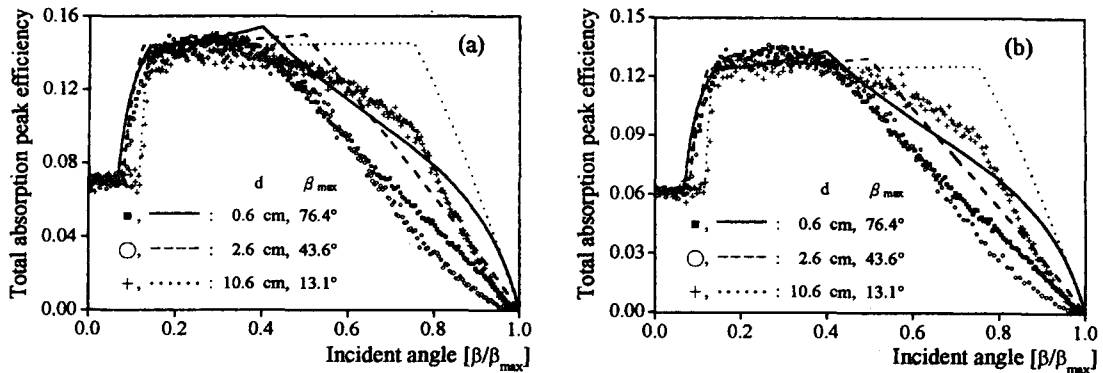 Total absorption peak efficiency
0.16
0.12
0.08
0.04
0.00
(a)
d β max
■, — : 0.6 cm, 76.4°
○, - - - : 2.6 cm, 43.6°
+, ····· : 10.6 cm, 13.1°
0.0 0.2 0.4 0.6 0.8 1.0
Incident angle [β/βmax]
Total absorption peak efficiency
0.15
0.12
0.09
0.06
0.03
0.00
(b)
d β max
■, — : 0.6 cm, 76.4°
○, - - - : 2.6 cm, 43.6°
+, ····· : 10.6 cm, 13.1°
0.0 0.2 0.4 0.6 0.8 1.0
Incident angle [β/βmax]